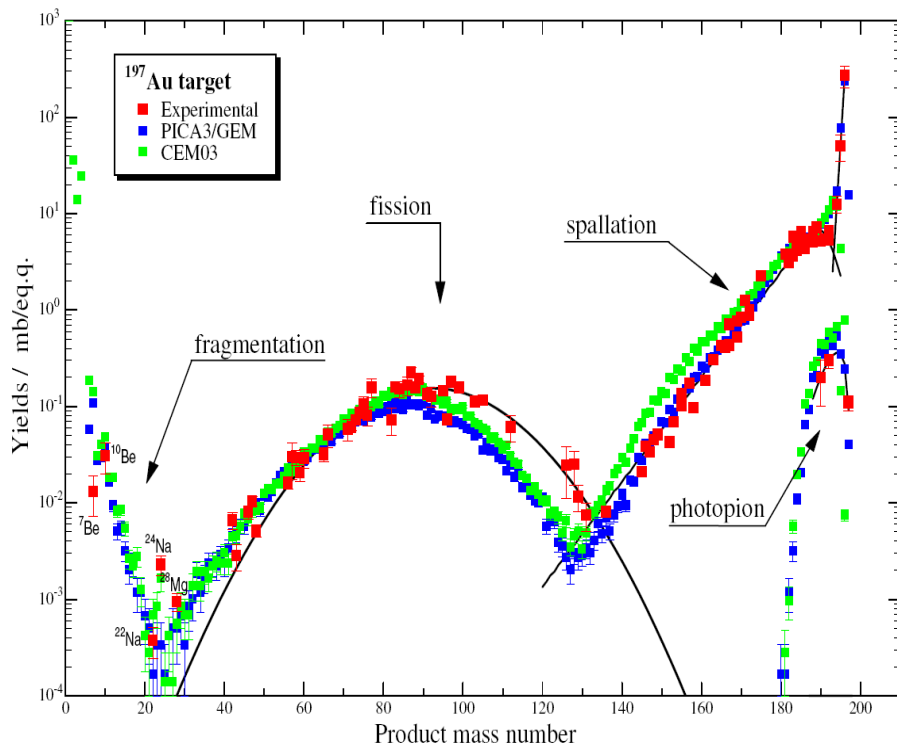 10³
10²
10¹
10⁰
10⁻¹
10⁻²
10⁻³
10⁻⁴
Yields / mb/eq.q.
¹⁹⁷Au target
Experimental
PICA3/GEM
CEM03
fission
spallation
fragmentation
photopion
¹⁰Be
⁷Be
²⁴Na
²⁸Mg
²²Na
0 20 40 60 80 100 120 140 160 180 200
Product mass number